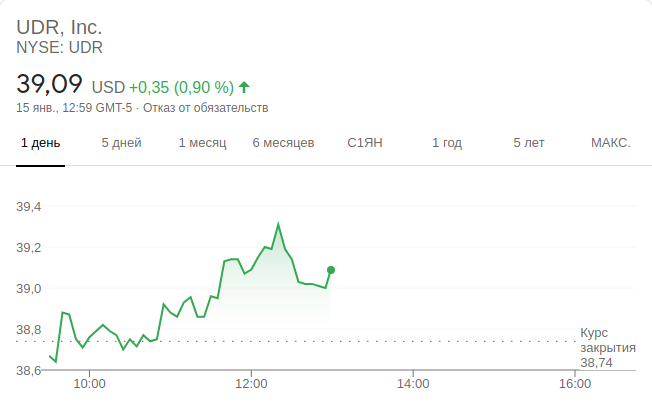 UDR, Inc.
NYSE: UDR
39,09 USD +0,35 (0,90 %)
15 янв., 12:59 GMT-5 · Отказ от обязательств
1 день 5 дней 1 месяц 6 месяцев С1ЯН 1 год 5 лет МАКС.
39,4
39,2
39,0
38,8
Курс
закрытия
38,74
38,6
10:00 12:00 14:00 16:00